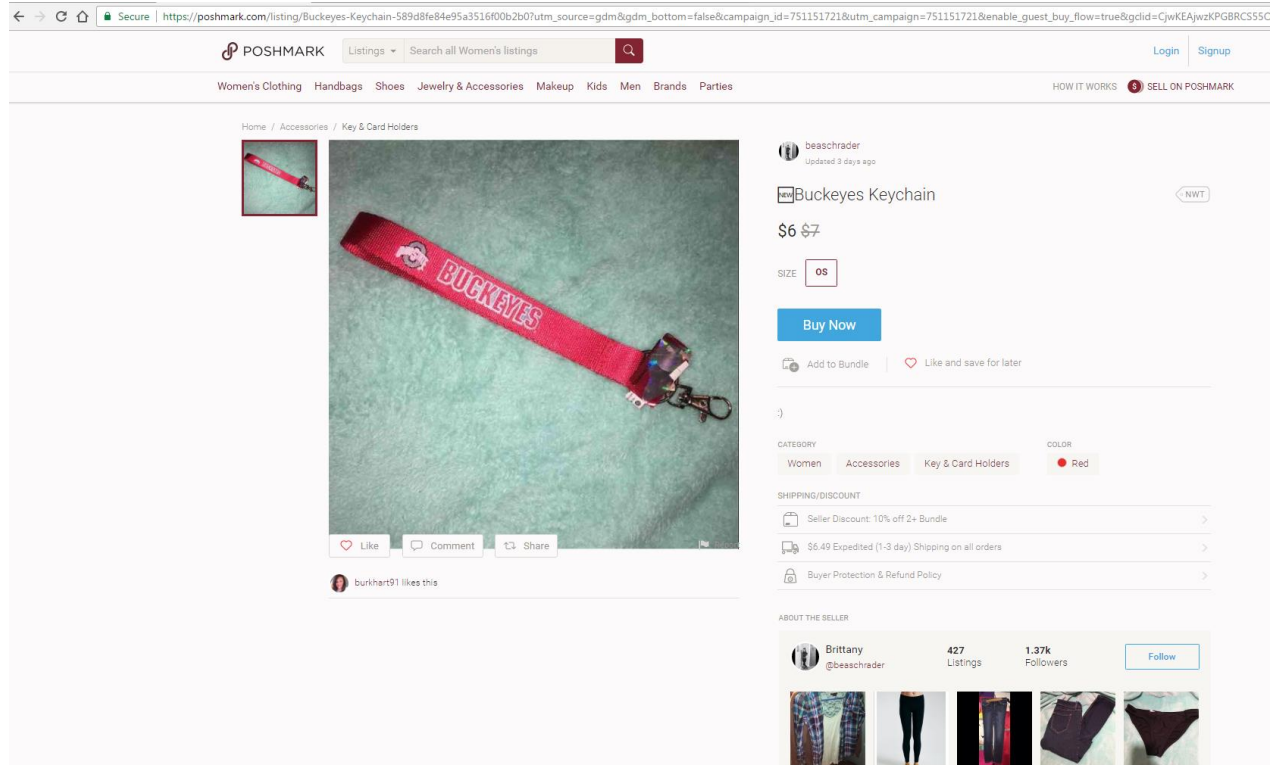 Secure | https://poshmark.com/listing/Buckeyes-Keychain-589d8fe84e95a3516f00b2b0?utm_source=gdm&gdm_bottom=false&campaign_id=751151721&utm_campaign=751151721&enable_guest_buy_flow=true&gclid=CjwKEAjwzKPGBRCS55C
POSHMARK Listings Search all Women's listings Login Signup
Women's Clothing Handbags Shoes Jewelry & Accessories Makeup Kids Men Brands Parties HOW IT WORKS $ SELL ON POSHMARK
Home / Accessories / Key & Card Holders
BUCKEYES
Like Comment Share
burkhart91 likes this
beaschrader
Updated 3 days ago
NEW Buckeyes Keychain NWT
$6 $7
SIZE OS
Buy Now
Add to Bundle Like and save for later
:)
CATEGORY COLOR
Women Accessories Key & Card Holders Red
SHIPPING/DISCOUNT
Seller Discount: 10% off 2+ Bundle
$6.49 Expedited (1-3 day) Shipping on all orders
Buyer Protection & Refund Policy
ABOUT THE SELLER
Brittany 427 1.37k Follow
@beaschrader Listings Followers